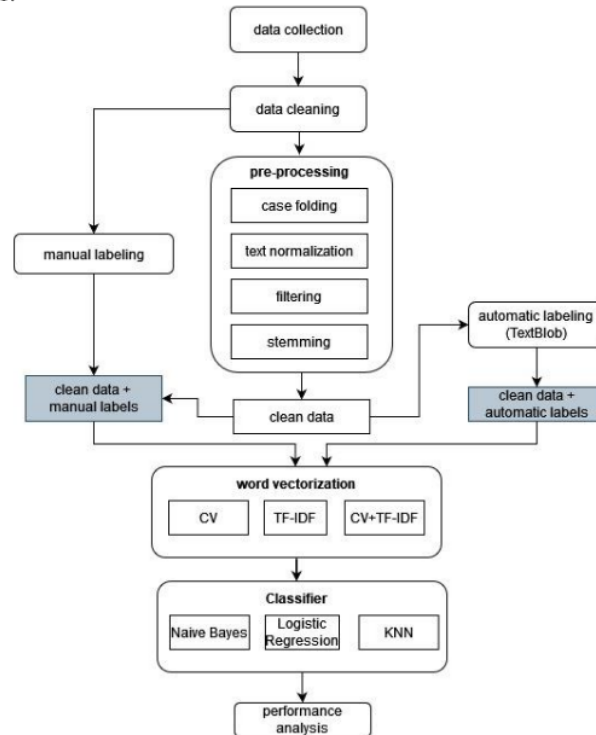 data collection
data cleaning
pre-processing
case folding
text normalization
filtering
stemming
manual labeling
automatic labeling
(TextBlob)
clean data +
manual labels
clean data
clean data +
automatic labels
word vectorization
CV
TF-IDF
CV+TF-IDF
Classifier
Naive Bayes
Logistic
Regression
KNN
performance
analysis